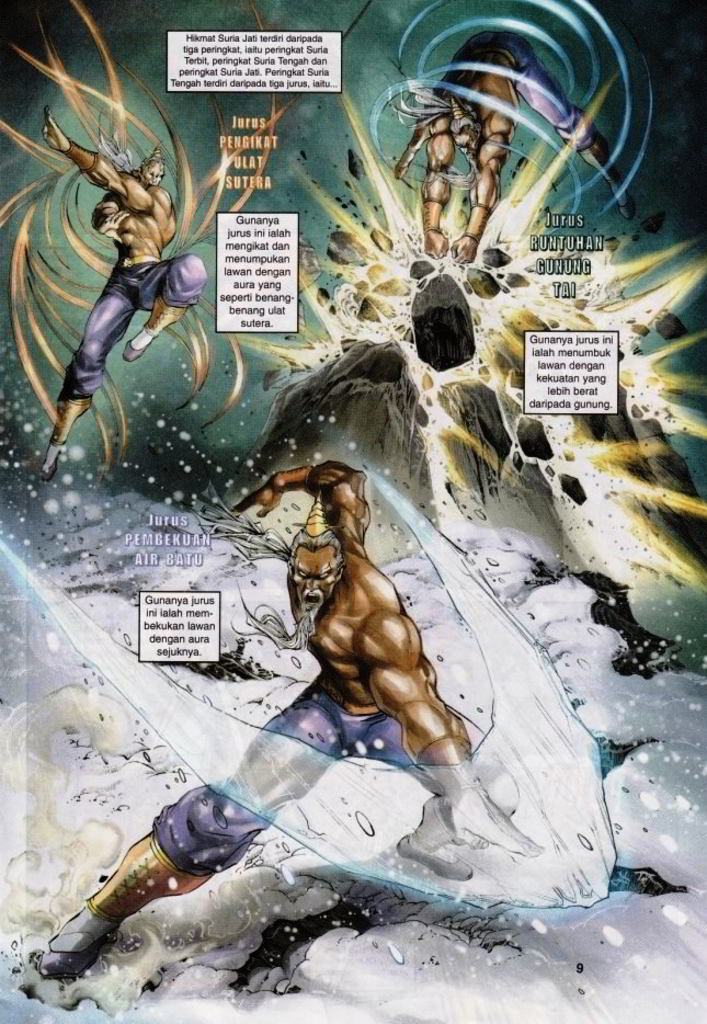 Hikmat Suria Jati terdiri daripada
tiga peringkat, iaitu peringkat Suria
Terbit, peringkat Suria Tengah dan
peringkat Suria Jati. Peringkat Suria
Tengah terdiri daripada tiga jurus, iaitu...
Jurus
PENGIKAT
ULAT
SUTERA
Gunanya
jurus ini ialah
mengikat dan
menumpukan
lawan dengan
aura yang
seperti benang-
benang ulat
sutera.
Jurus
RUNTUHAN
GUNUNG
TAI
Gunanya jurus ini
ialah menumbuk
lawan dengan
kekuatan yang
lebih berat
daripada gunung.
Jurus
PEMBEKUAN
AIR BATU
Gunanya jurus
ini ialah mem-
bekukan lawan
dengan aura
sejuknya.
9